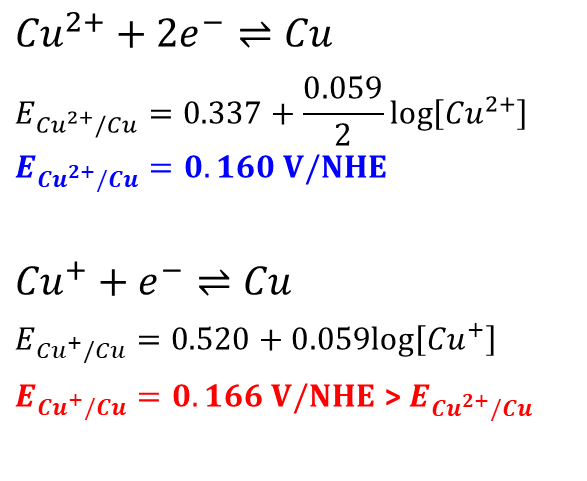 Cu²⁺ + 2e⁻ ⇌ Cu
E_{Cu²⁺/Cu} = 0.337 + \frac{0.059}{2} log[Cu²⁺]
E_{Cu²⁺/Cu} = 0.160 V/NHE
Cu⁺ + e⁻ ⇌ Cu
E_{Cu⁺/Cu} = 0.520 + 0.059log[Cu⁺]
E_{Cu⁺/Cu} = 0.166 V/NHE > E_{Cu²⁺/Cu}